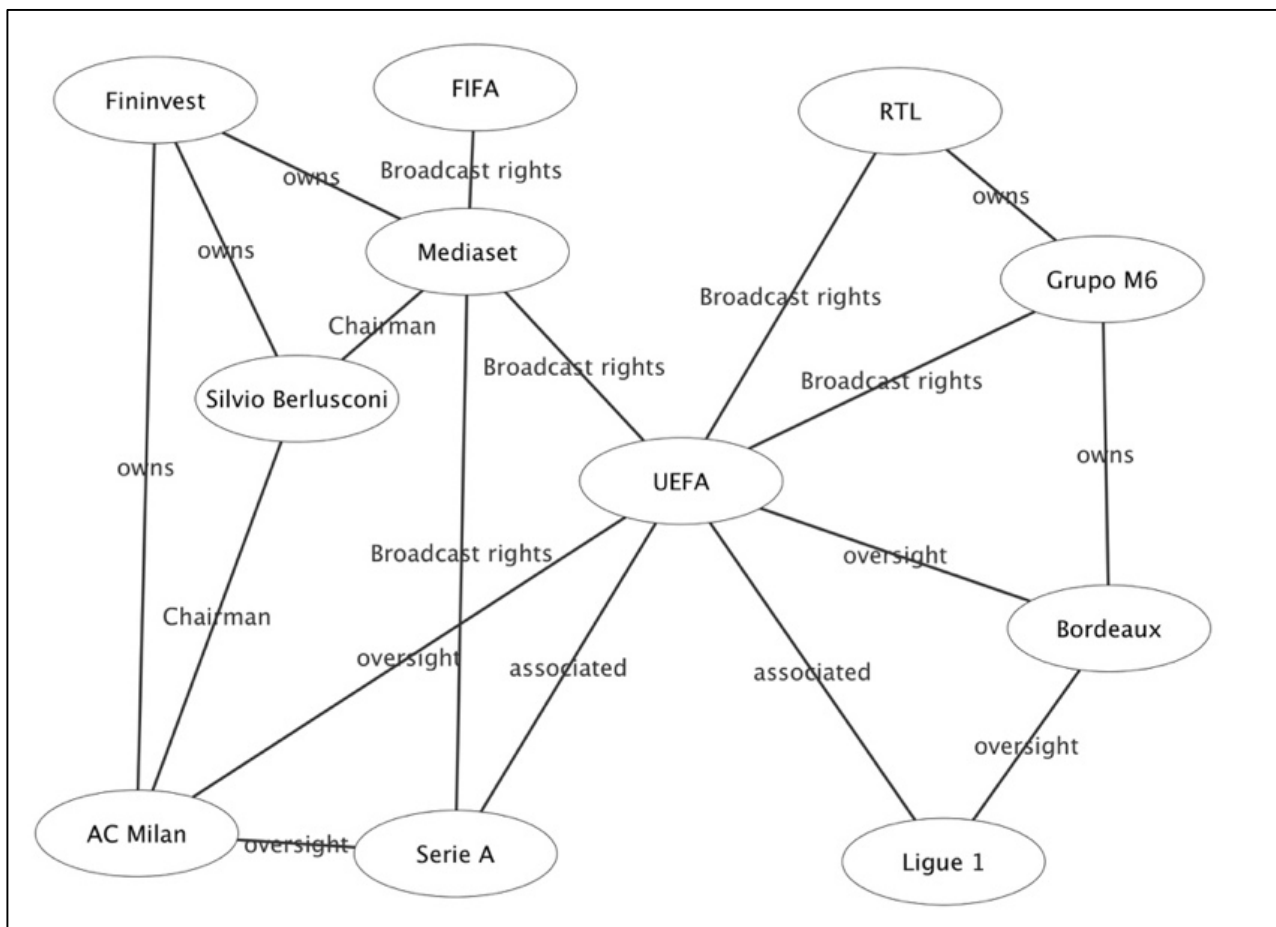 FIFA
Fininvest
RTL
Broadcast rights
owns
owns
Mediaset
owns
Grupo M6
Broadcast rights
Chairman
Broadcast rights
Broadcast rights
Silvio Berlusconi
owns
owns
UEFA
Broadcast rights
oversight
Chairman
Bordeaux
oversight
associated
associated
oversight
AC Milan
oversight
Serie A
Ligue 1